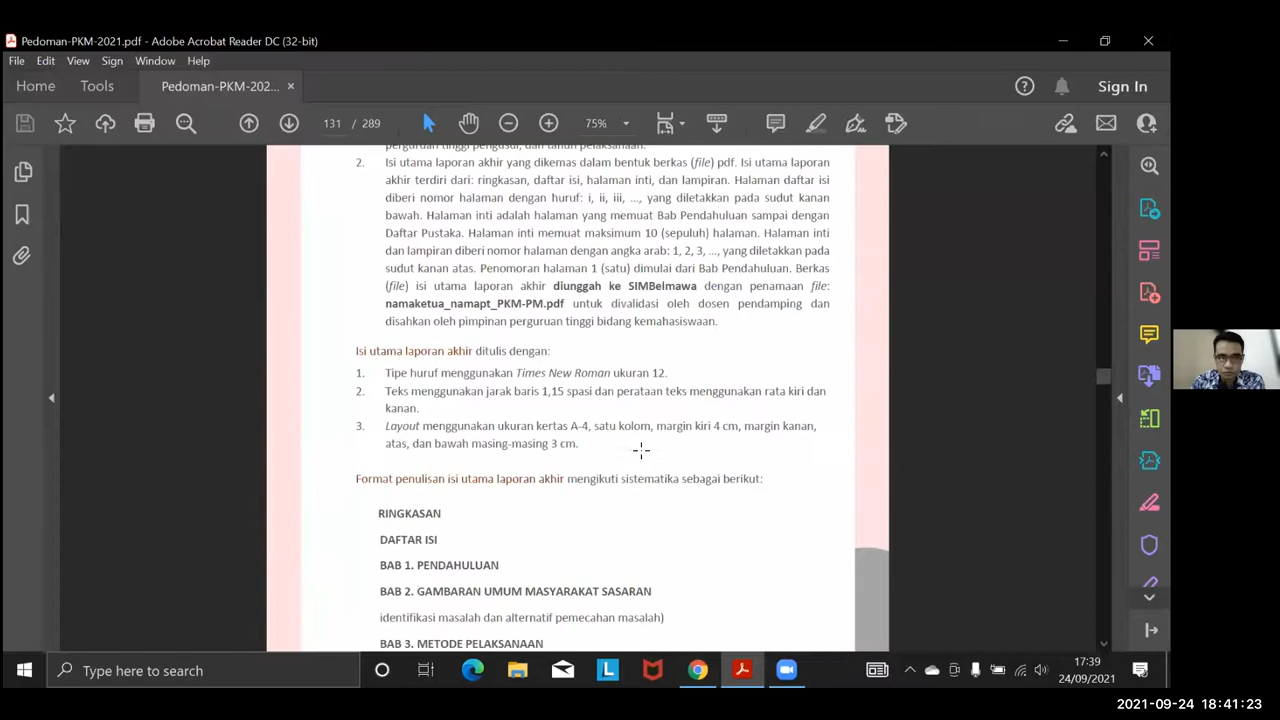 Pedoman-PKM-2021.pdf - Adobe Acrobat Reader DC (32-bit)
File Edit View Sign Window Help
Home Tools Pedoman-PKM-202... × Sign In
131 / 289 75%
perguruan tinggi pengusul, dan tahun pelaksanaan.
2. Isi utama laporan akhir yang dikemas dalam bentuk berkas (file) pdf. Isi utama laporan
akhir terdiri dari: ringkasan, daftar isi, halaman inti, dan lampiran. Halaman daftar isi
diberi nomor halaman dengan huruf: i, ii, iii, ..., yang diletakkan pada sudut kanan
bawah. Halaman inti adalah halaman yang memuat Bab Pendahuluan sampai dengan
Daftar Pustaka. Halaman inti memuat maksimum 10 (sepuluh) halaman. Halaman inti
dan lampiran diberi nomor halaman dengan angka arab: 1, 2, 3, ..., yang diletakkan pada
sudut kanan atas. Penomoran halaman 1 (satu) dimulai dari Bab Pendahuluan. Berkas
(file) isi utama laporan akhir diunggah ke SIMBelmawa dengan penamaan file:
namaketua_namapt_PKM-PM.pdf untuk divalidasi oleh dosen pendamping dan
disahkan oleh pimpinan perguruan tinggi bidang kemahasiswaan.
Isi utama laporan akhir ditulis dengan:
1. Tipe huruf menggunakan Times New Roman ukuran 12.
2. Teks menggunakan jarak baris 1,15 spasi dan perataan teks menggunakan rata kiri dan
kanan.
3. Layout menggunakan ukuran kertas A-4, satu kolom, margin kiri 4 cm, margin kanan,
atas, dan bawah masing-masing 3 cm.
Format penulisan isi utama laporan akhir mengikuti sistematika sebagai berikut:
RINGKASAN
DAFTAR ISI
BAB 1. PENDAHULUAN
BAB 2. GAMBARAN UMUM MASYARAKAT SASARAN
identifikasi masalah dan alternatif pemecahan masalah)
BAB 3. METODE PELAKSANAAN
Type here to search
17:39
24/09/2021
2021-09-24 18:41:23